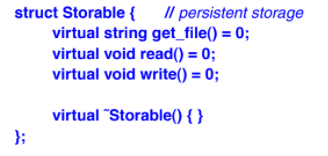 struct Storable { // persistent storage
virtual string get_file() = 0;
virtual void read() = 0;
virtual void write() = 0;
virtual ˜Storable() { }
};